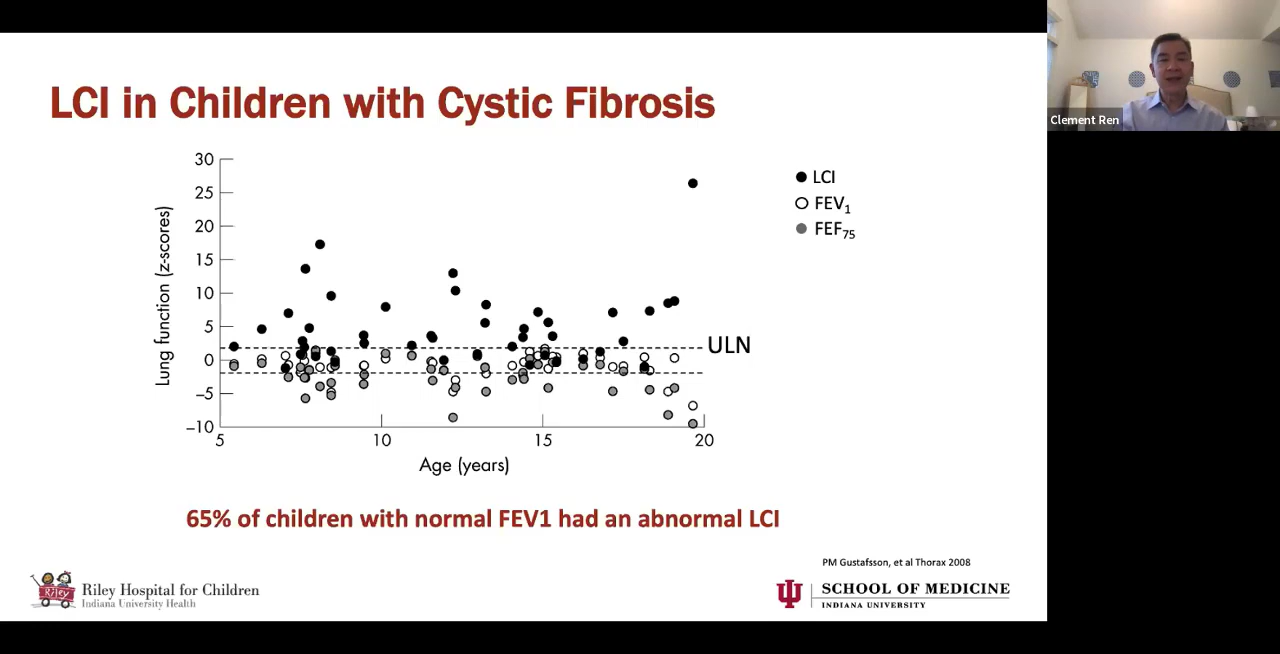 LCI in Children with Cystic Fibrosis
Clement Ren
30
25
20
15
10
5
0
−5
−10
Lung function (z-scores)
5
10
15
20
Age (years)
LCI
FEV1
FEF75
ULN
65% of children with normal FEV1 had an abnormal LCI
PM Gustafsson, et al Thorax 2008
Riley
Riley Hospital for Children
Indiana University Health
SCHOOL OF MEDICINE
INDIANA UNIVERSITY